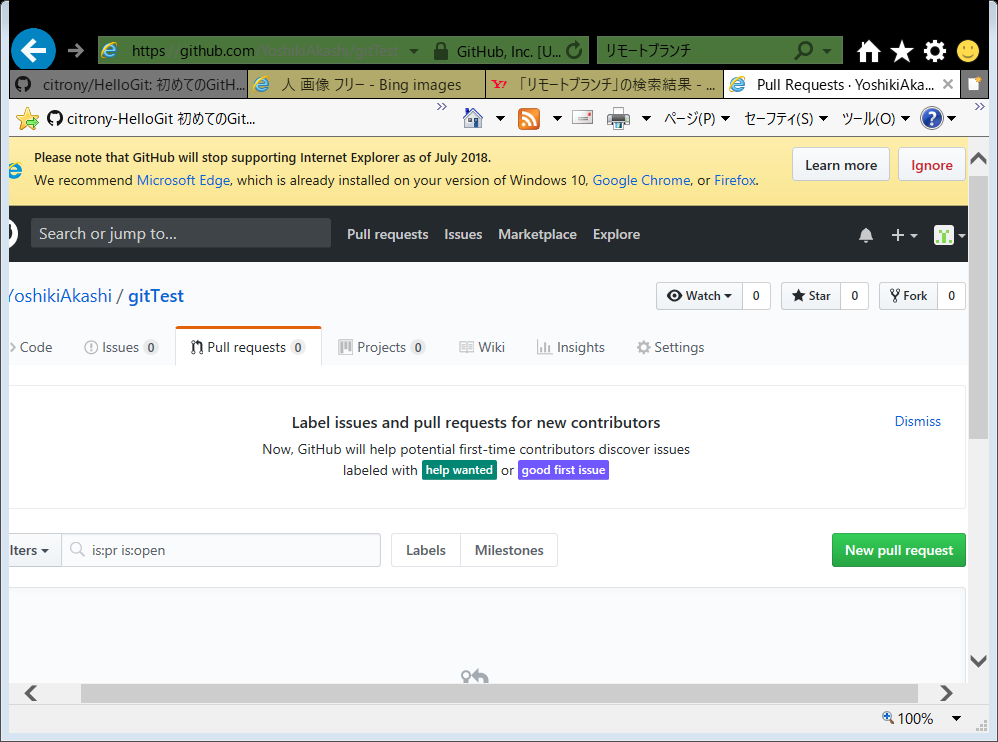 https github.com YoshikiAkashi/gittest GitHub, Inc. [U... リモートブランチ
citrony/HelloGit: 初めてのGitH... 人 画像 フリー - Bing images 「リモートブランチ」の検索結果 - ... Pull Requests · YoshikiAka...
citrony-HelloGit 初めてのGit... ページ(P) セーフティ(S) ツール(O)
Please note that GitHub will stop supporting Internet Explorer as of July 2018.
We recommend Microsoft Edge, which is already installed on your version of Windows 10, Google Chrome, or Firefox.
Learn more Ignore
Search or jump to... Pull requests Issues Marketplace Explore
YoshikiAkashi / gitTest Watch 0 Star 0 Fork 0
Code Issues 0 Pull requests 0 Projects 0 Wiki Insights Settings
Label issues and pull requests for new contributors Dismiss
Now, GitHub will help potential first-time contributors discover issues
labeled with help wanted or good first issue
lters is:pr is:open Labels Milestones New pull request
100%